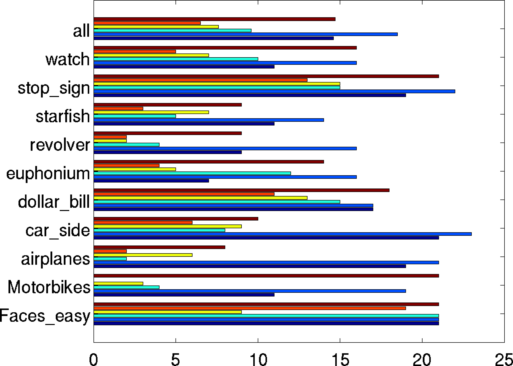 all
watch
stop_sign
starfish
revolver
euphonium
dollar_bill
car_side
airplanes
Motorbikes
Faces_easy
0 5 10 15 20 25